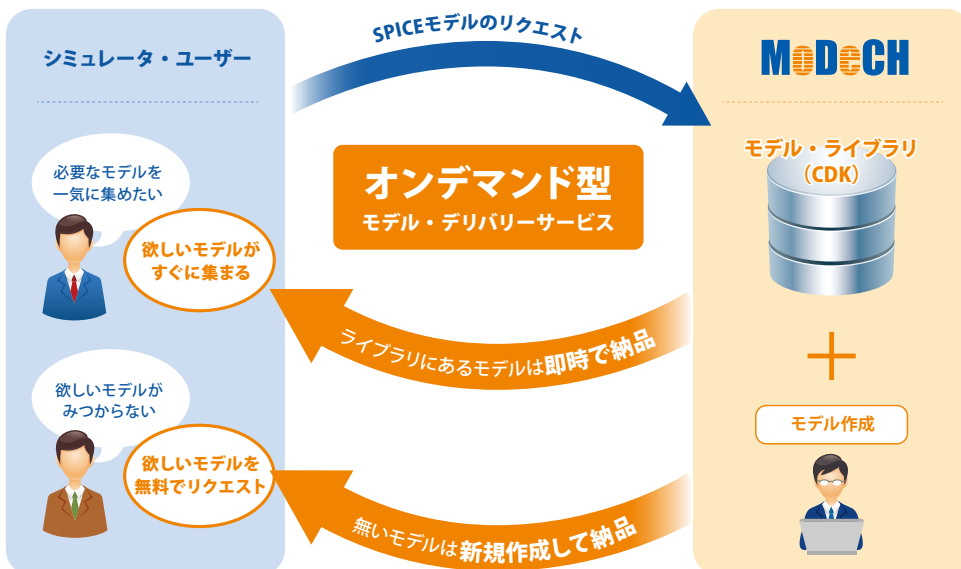 SPICEモデルのリクエスト
シミュレータ・ユーザー
必要なモデルを
一気に集めたい
欲しいモデルが
すぐに集まる
欲しいモデルが
みつからない
欲しいモデルを
無料でリクエスト
オンデマンド型
モデル・デリバリーサービス
ライブラリにあるモデルは即時で納品
無いモデルは新規作成して納品
MoDeCH
モデル・ライブラリ
（CDK）
モデル作成